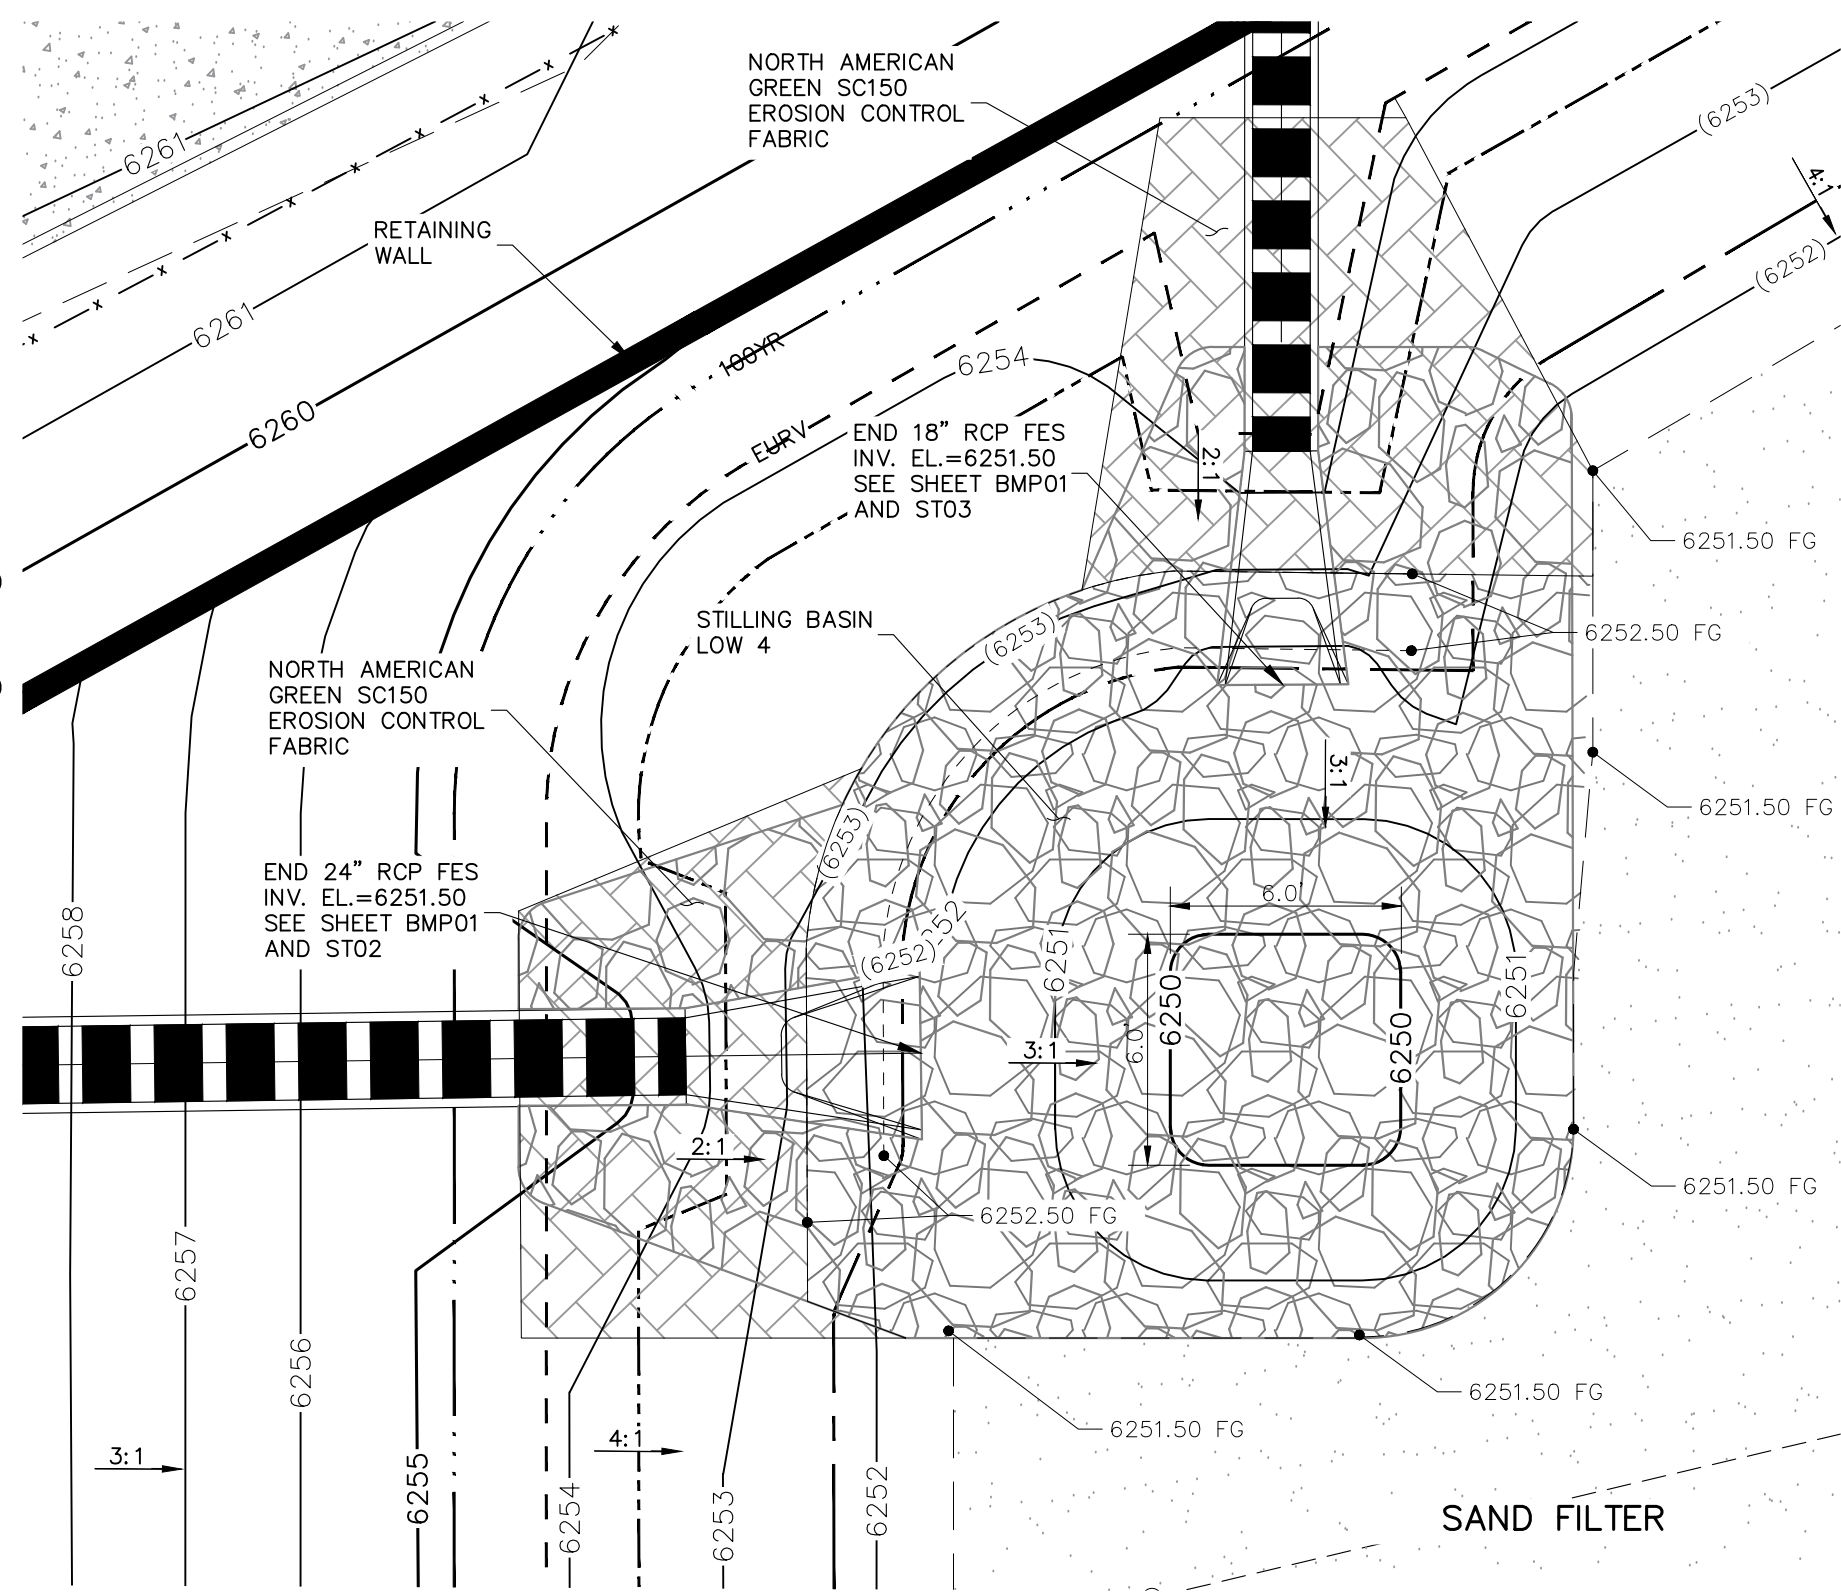 NORTH AMERICAN
GREEN SC150
EROSION CONTROL
FABRIC
(6253)
4:1
6261
RETAINING
WALL
(6252)
6261
100YR
6254
6260
EURV
END 18" RCP FES
INV. EL.=6251.50
SEE SHEET BMP01
AND ST03
2:1
6251.50 FG
STILLING BASIN
LOW 4
(6253)
6252.50 FG
NORTH AMERICAN
GREEN SC150
EROSION CONTROL
FABRIC
3:1
6251.50 FG
(6253)
END 24" RCP FES
INV. EL.=6251.50
SEE SHEET BMP01
AND ST02
6.0'
6258
(6252)
6251
6251
6250
6250
6.0'
3:1
2:1
6251.50 FG
6252.50 FG
6257
6256
6251.50 FG
6251.50 FG
4:1
3:1
6255
6254
6253
6252
SAND FILTER